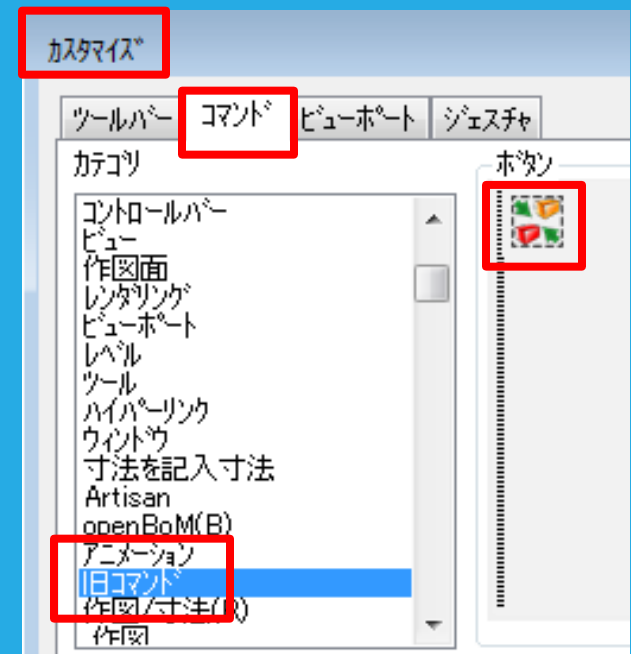 カスタマイズ
ツールバー コマンド ビューポート ジェスチャ
カテゴリ
ボタン
コントロールバー
ビュー
作図面
レンダリング
ビューポート
レベル
ツール
ハイパーリンク
ウィンドウ
寸法を記入寸法
Artisan
openBoM(B)
アニメーション
旧コマンド
作図/寸法(R)
作図